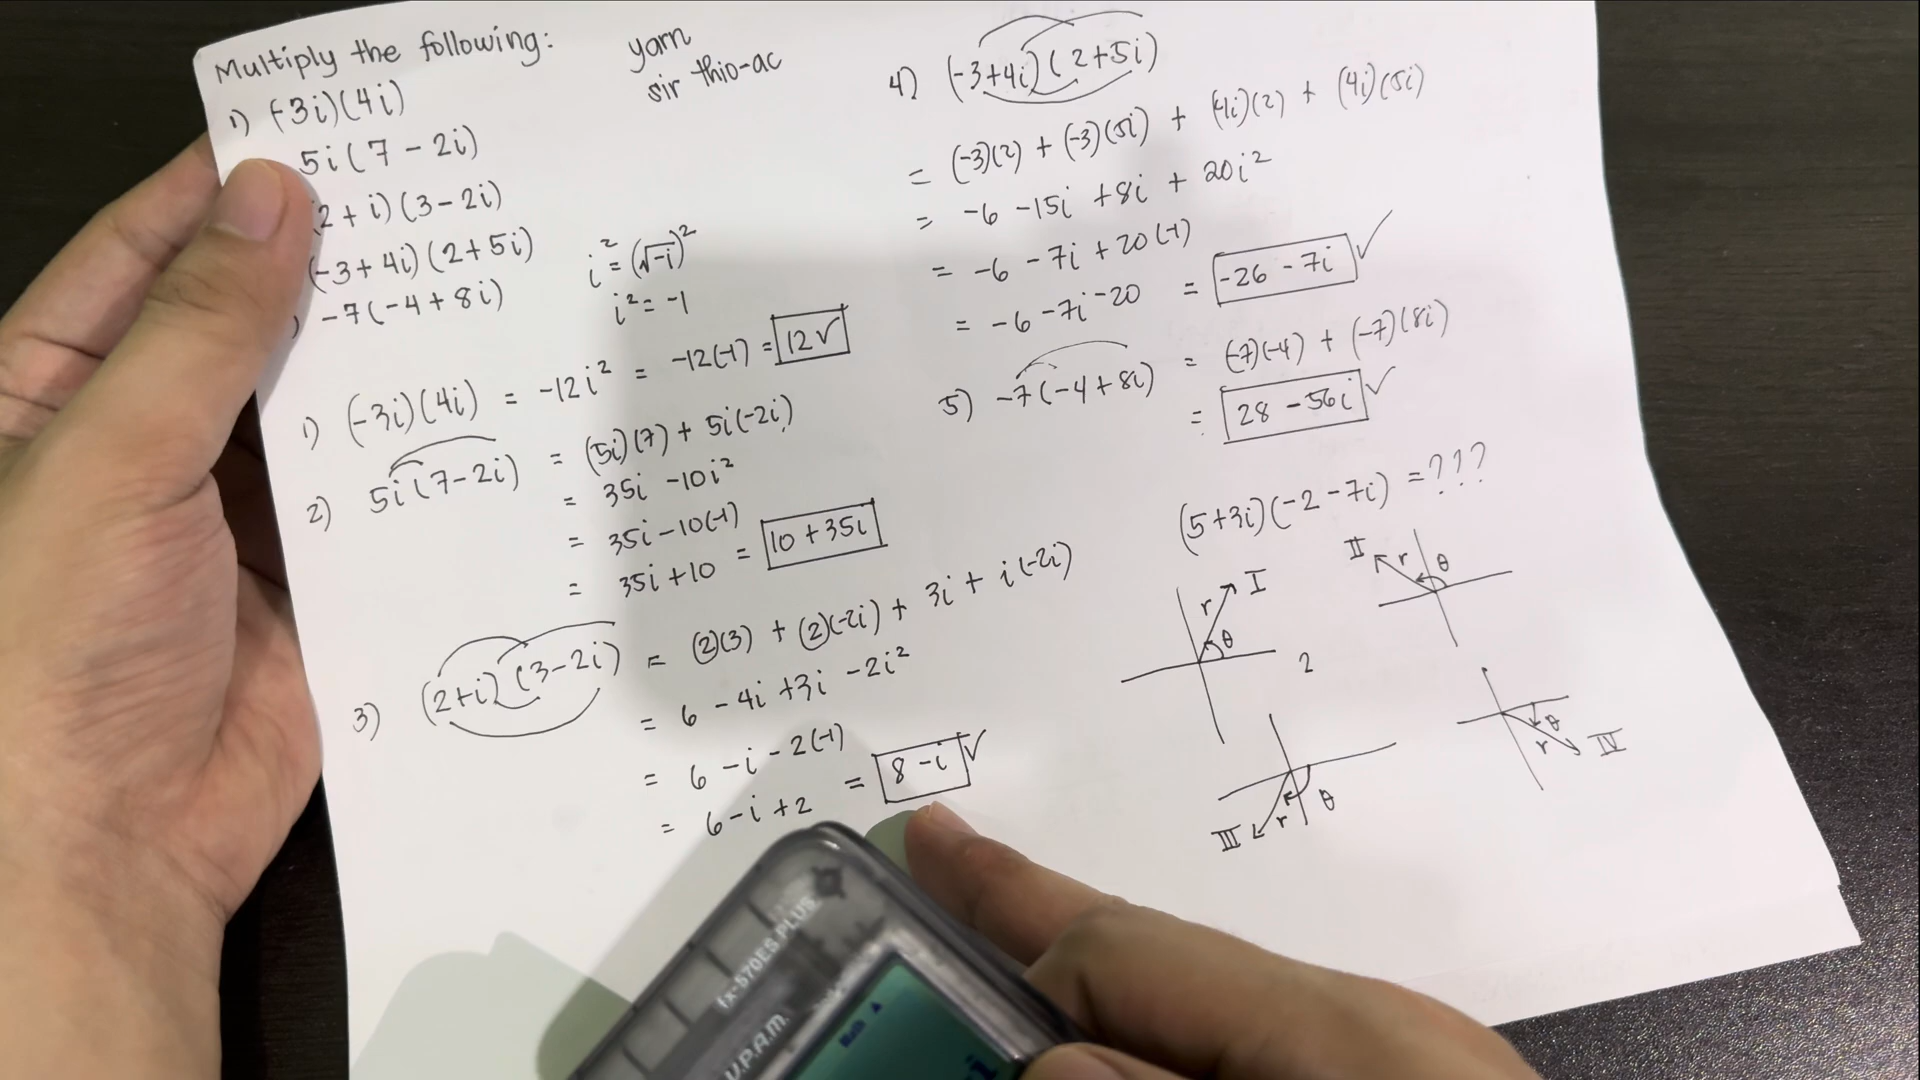 Multiply the following:
yarn
sir thio-ac
1) (-3i)(4i)
5i(7 - 2i)
(2 + i)(3 - 2i)
(-3 + 4i)(2 + 5i)
) -7(-4 + 8i)
i² = (√-i)²
i² = -1
1) (-3i)(4i) = -12i² = -12(-1) = 12 ✓
2) 5i(7-2i) = (5i)(7) + 5i(-2i)
= 35i - 10i²
= 35i - 10(-1)
= 35i + 10 = 10 + 35i
3) (2+i)(3-2i) = (2)(3) + (2)(-2i) + 3i + i(-2i)
= 6 - 4i + 3i - 2i²
= 6 - i - 2(-1)
= 6 - i + 2 = 8 - i ✓
4) (-3+4i)(2+5i)
= (-3)(2) + (-3)(5i) + (4i)(2) + (4i)(5i)
= -6 - 15i + 8i + 20i²
= -6 - 7i + 20(-1)
= -6 - 7i - 20 = -26 - 7i ✓
5) -7(-4 + 8i) = (-7)(-4) + (-7)(8i)
= 28 - 56i ✓
(5+3i)(-2-7i) = ???
I r θ
II r θ
2
III r θ
IV r θ
fx-570ES PLUS
V.P.A.M.
Math ▲
i